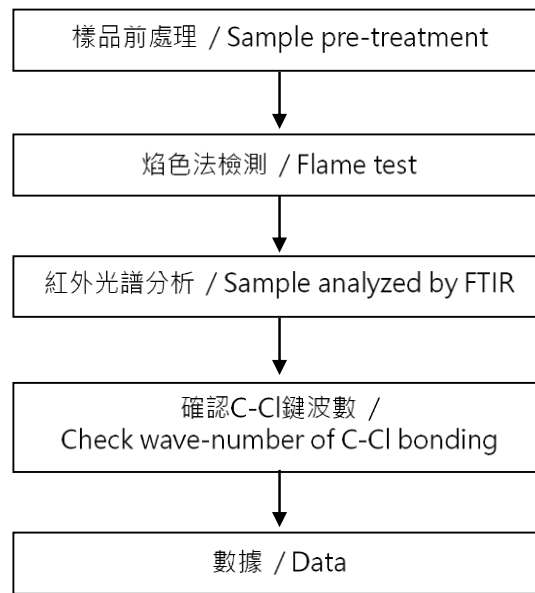 樣品前處理 / Sample pre-treatment
焰色法檢測 / Flame test
紅外光譜分析 / Sample analyzed by FTIR
確認C-Cl鍵波數 /
Check wave-number of C-Cl bonding
數據 / Data